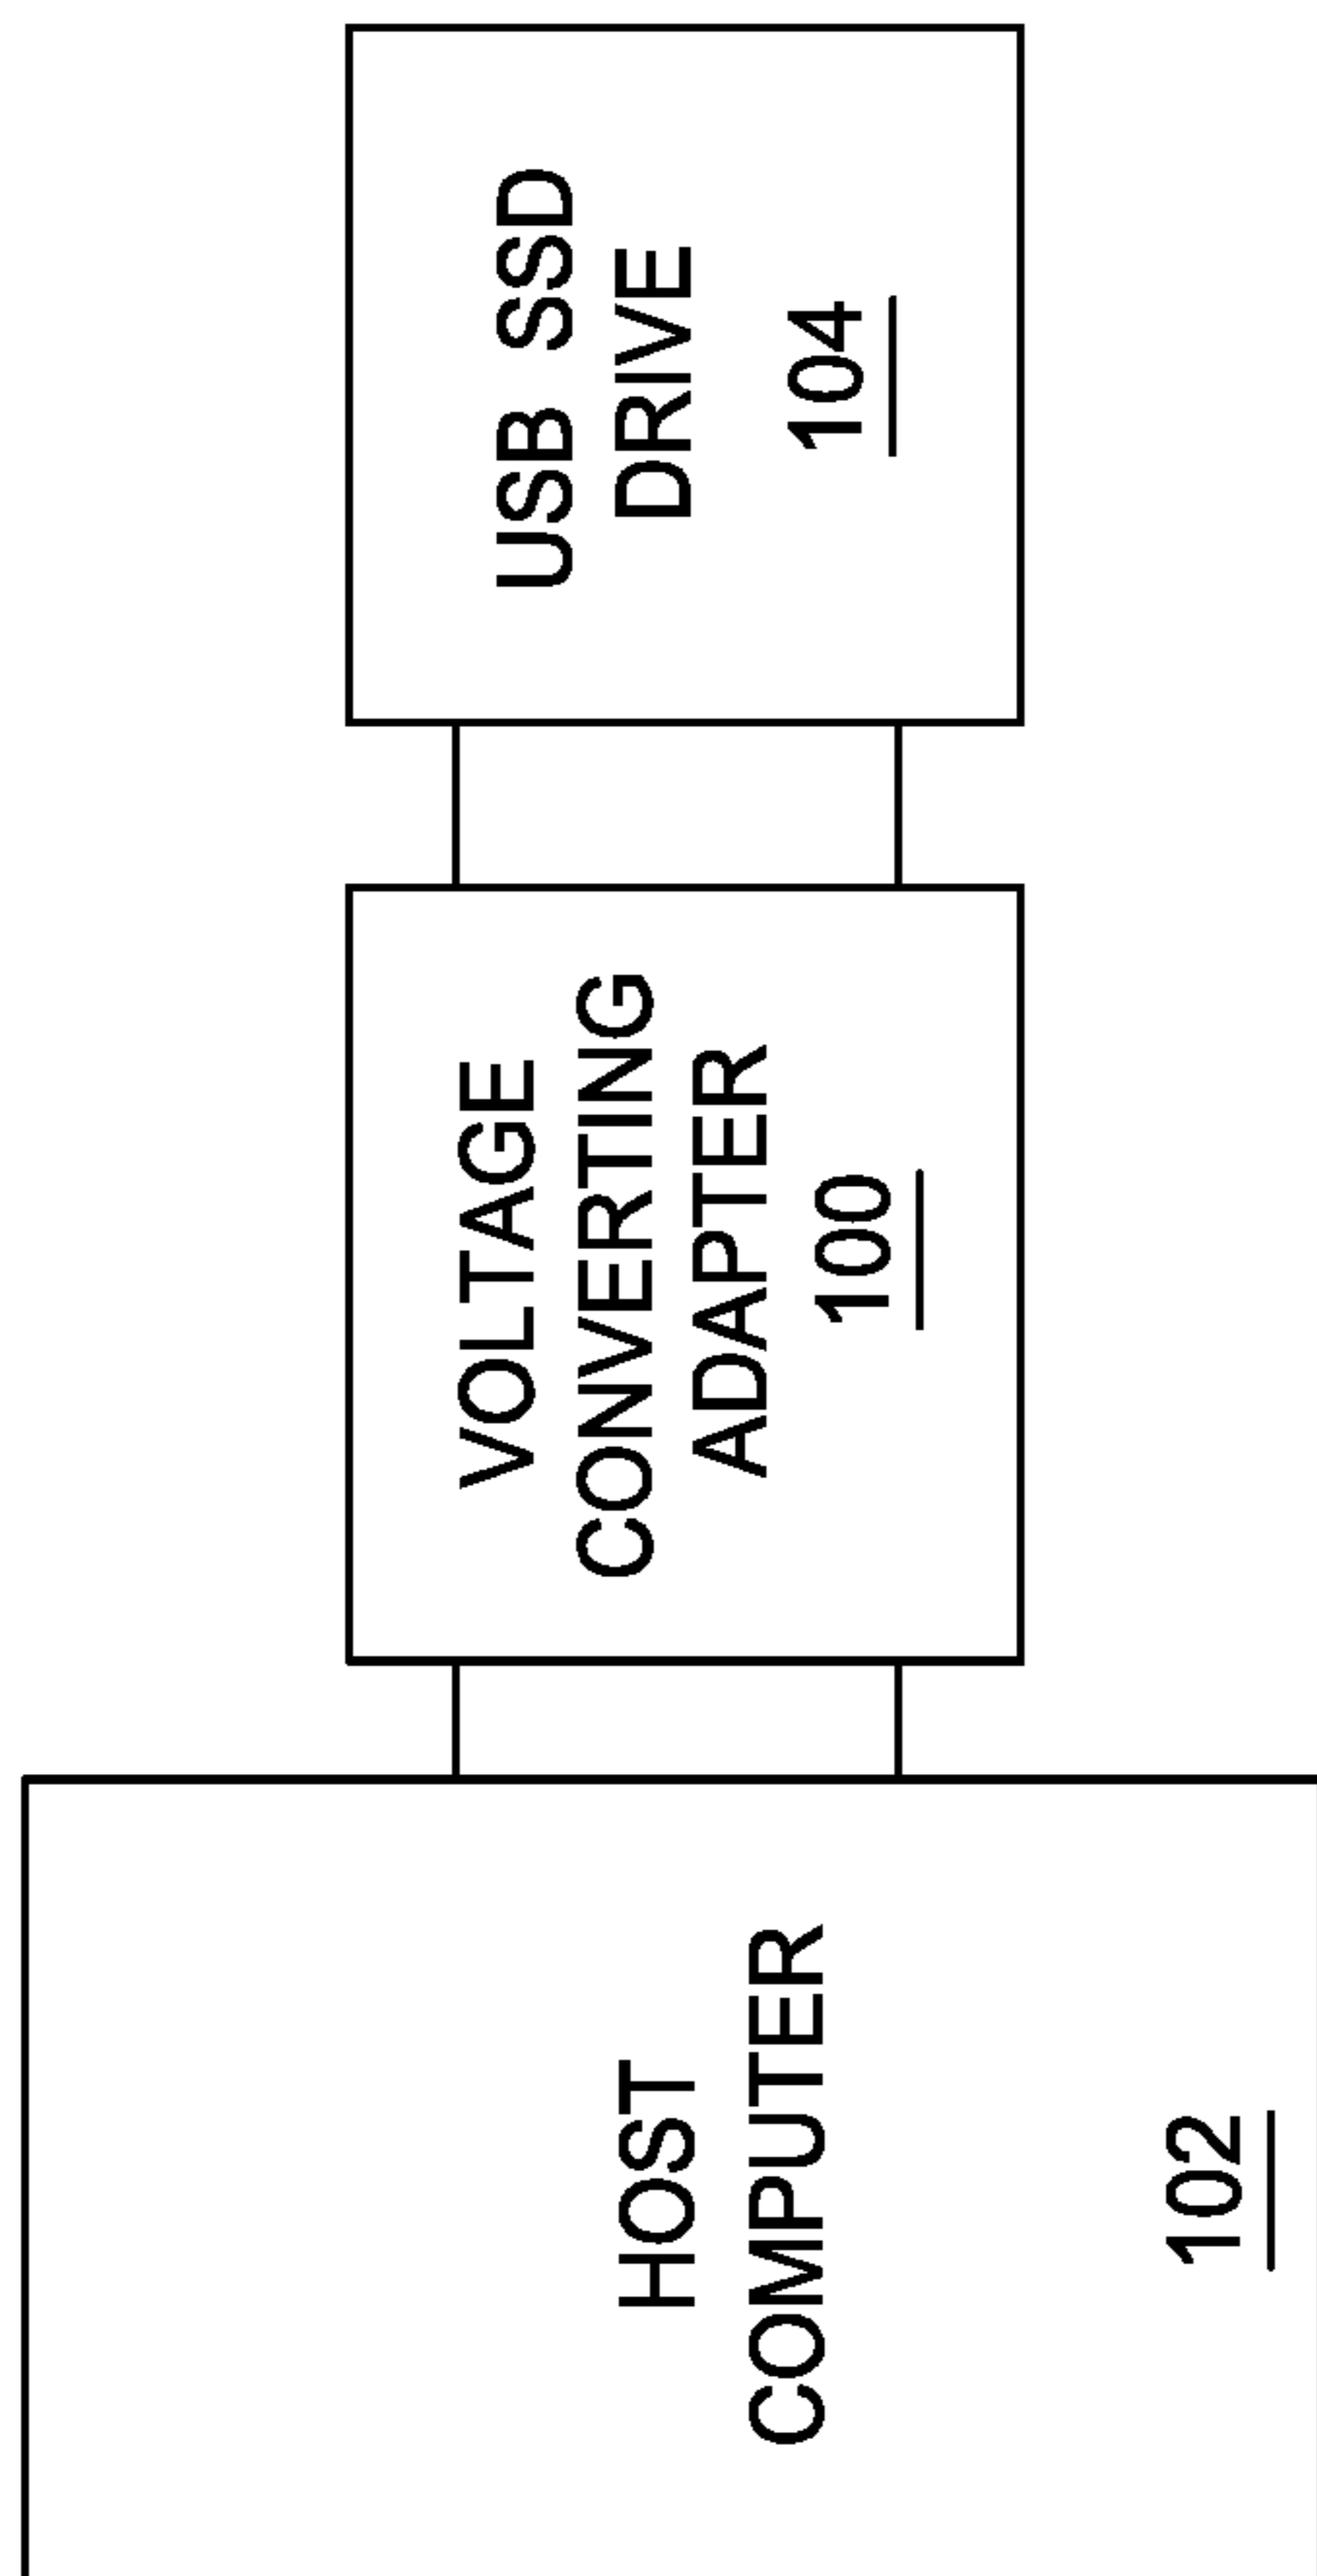 HOST
COMPUTER
102
VOLTAGE
CONVERTING
ADAPTER
100
USB SSD
DRIVE
104